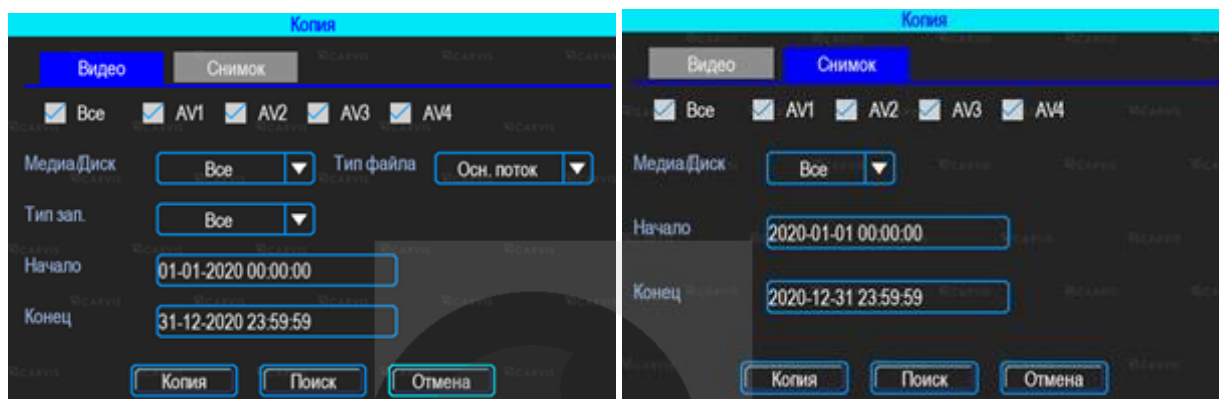 Копия
Видео Снимок
Все AV1 AV2 AV3 AV4
Медиа/Диск Все Тип файла Осн. поток
Тип зап. Все
Начало 01-01-2020 00:00:00
Конец 31-12-2020 23:59:59
Копия Поиск Отмена
Копия
Видео Снимок
Все AV1 AV2 AV3 AV4
Медиа/Диск Все
Начало 2020-01-01 00:00:00
Конец 2020-12-31 23:59:59
Копия Поиск Отмена
CARVIS